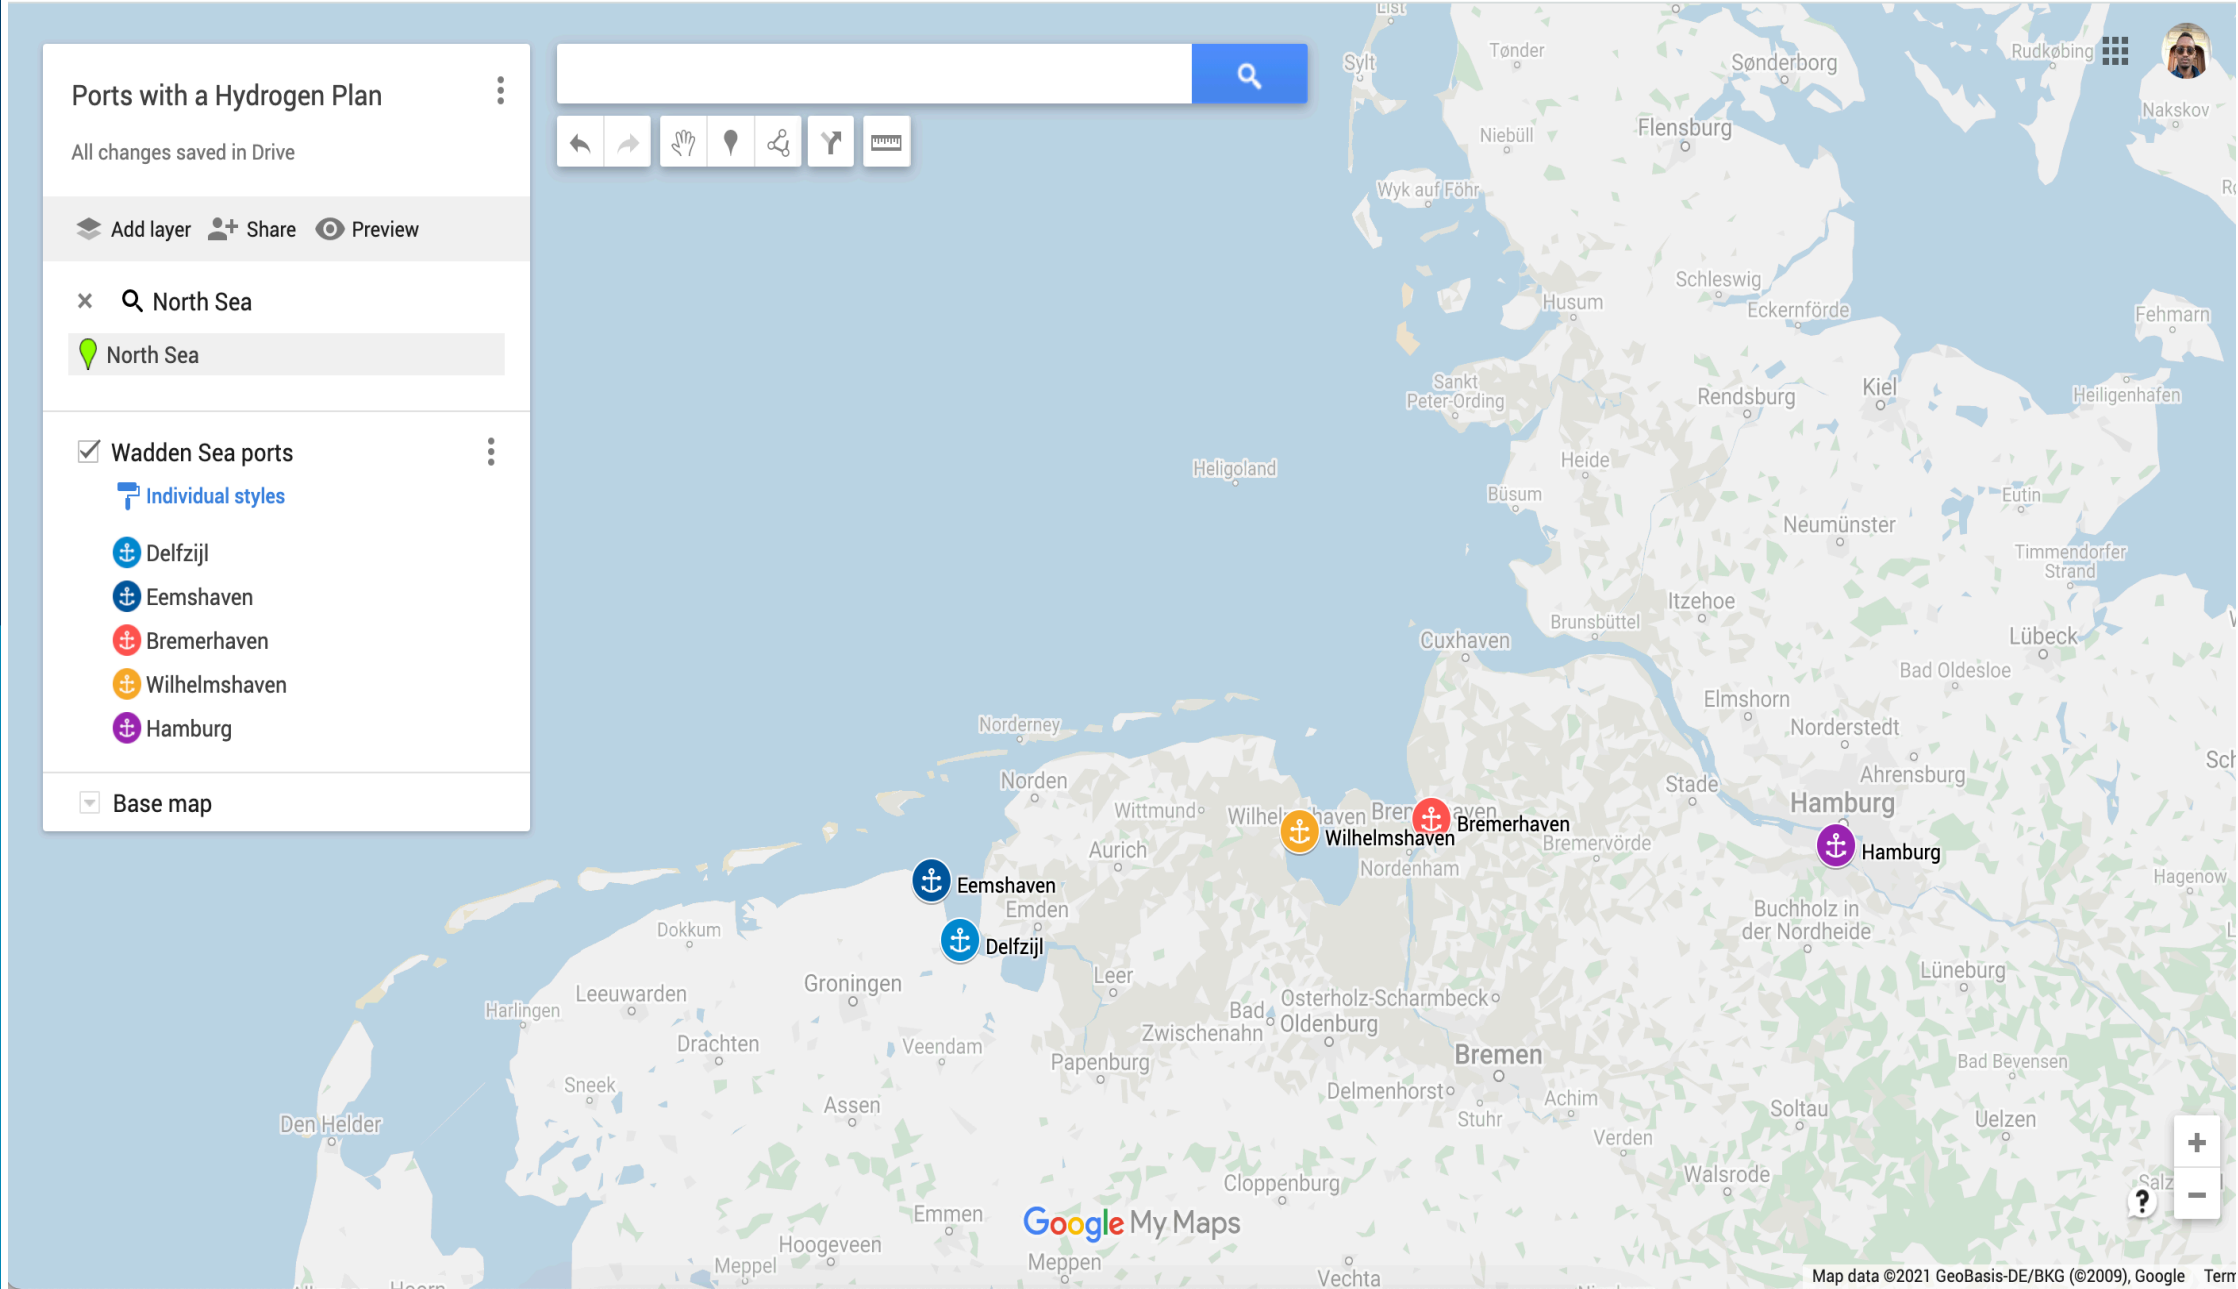 Ports with a Hydrogen Plan
All changes saved in Drive
Add layer
Share
Preview
North Sea
North Sea
Wadden Sea ports
Individual styles
Delfzijl
Eemshaven
Bremerhaven
Wilhelmshaven
Hamburg
Base map
List
Tønder
Sylt
Sønderborg
Rudkøbing
Nakskov
Niebüll
Flensburg
Wyk auf Föhr
Schleswig
Husum
Eckernförde
Fehmarn
Sankt
Peter-Ording
Rendsburg
Kiel
Heiligenhafen
Heligoland
Heide
Büsum
Eutin
Neumünster
Timmendorfer
Strand
Itzehoe
Brunsbüttel
Cuxhaven
Lübeck
Bad Oldesloe
Elmshorn
Norderstedt
Norderney
Norden
Stade
Ahrensburg
Hamburg
Wittmund
Bremerhaven
Wilhelmshaven
Bremervörde
Hamburg
Aurich
Nordenham
Hagenow
Eemshaven
Emden
Buchholz in
der Nordheide
Dokkum
Delfzijl
Lüneburg
Leer
Groningen
Leeuwarden
Harlingen
Osterholz-Scharmbeck
Bad
Zwischenahn
Oldenburg
Drachten
Veendam
Bremen
Papenburg
Bad Bevensen
Sneek
Delmenhorst
Achim
Assen
Stuhr
Soltau
Uelzen
Den Helder
Verden
Walsrode
Cloppenburg
Emmen
Google My Maps
Hoogeveen
Meppel
Meppen
Vechta
Map data ©2021 GeoBasis-DE/BKG (©2009), Google